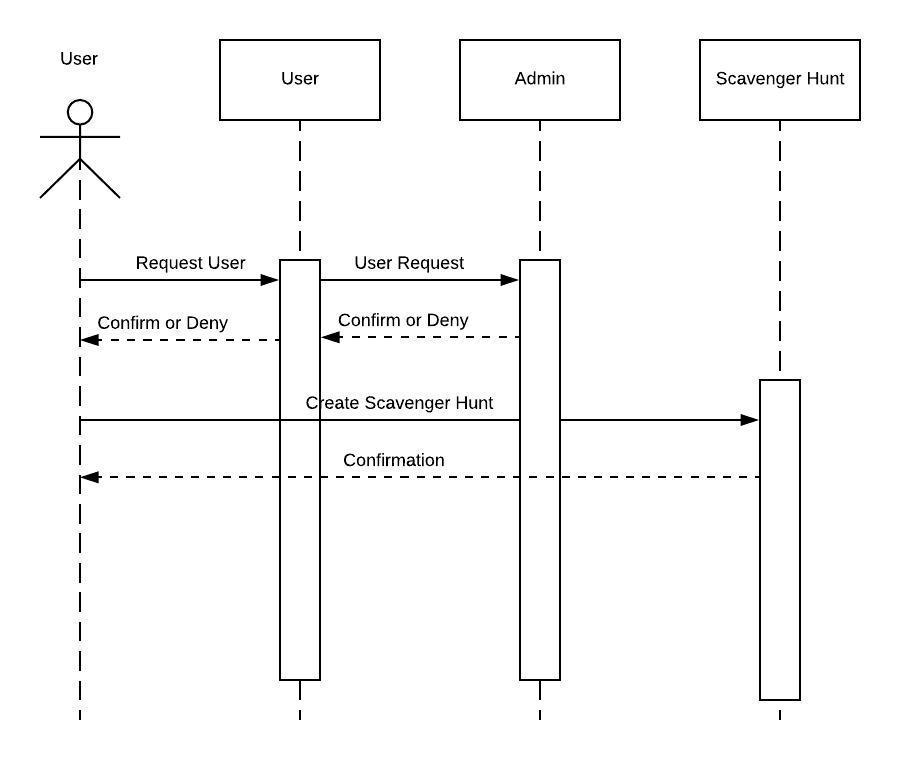 User
User
Admin
Scavenger Hunt
Request User
User Request
Confirm or Deny
Confirm or Deny
Create Scavenger Hunt
Confirmation